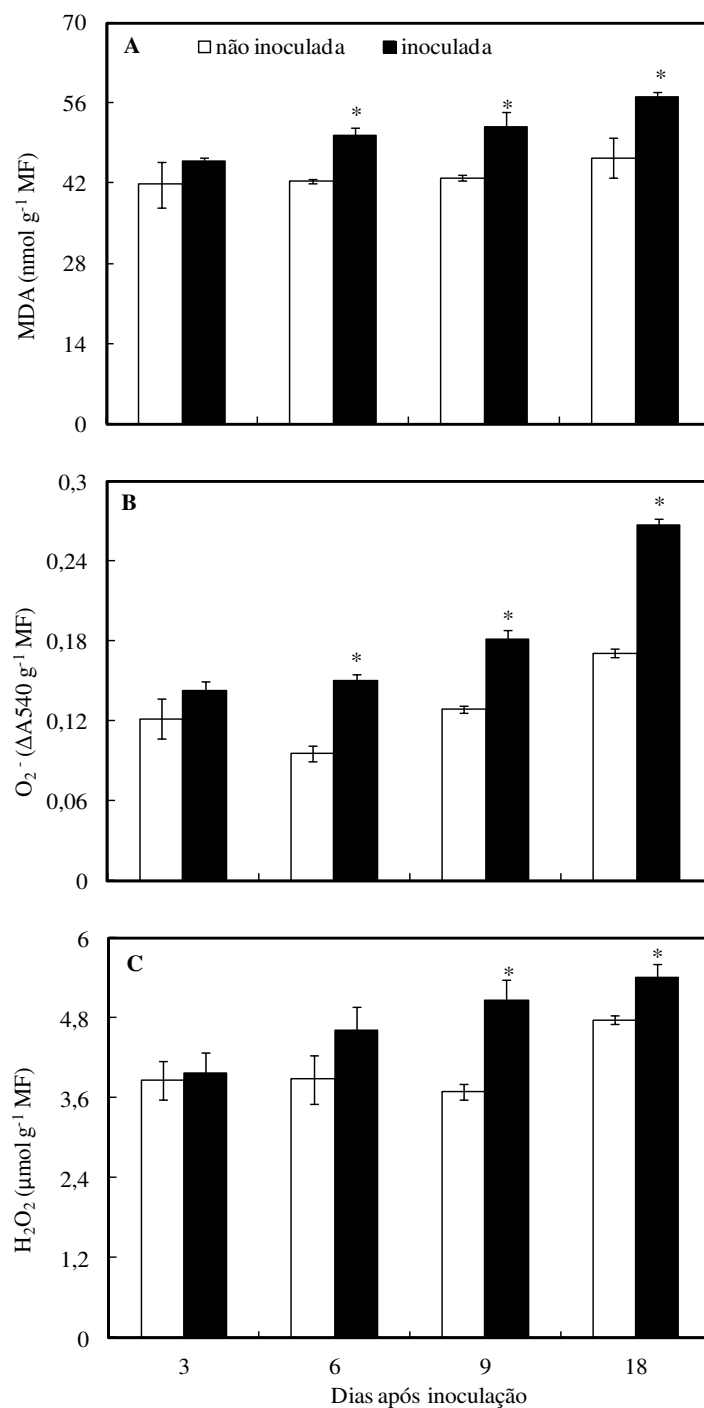 70
A
não inoculada
inoculada
*
*
*
56
42
28
14
0
MDA (nmol g⁻¹ MF)
0,3
B
*
*
*
0,24
0,18
0,12
0,06
0
O₂⁻ (ΔA540 g⁻¹ MF)
6
C
*
*
4,8
3,6
2,4
1,2
0
H₂O₂ (µmol g⁻¹ MF)
3 6 9 18
Dias após inoculação